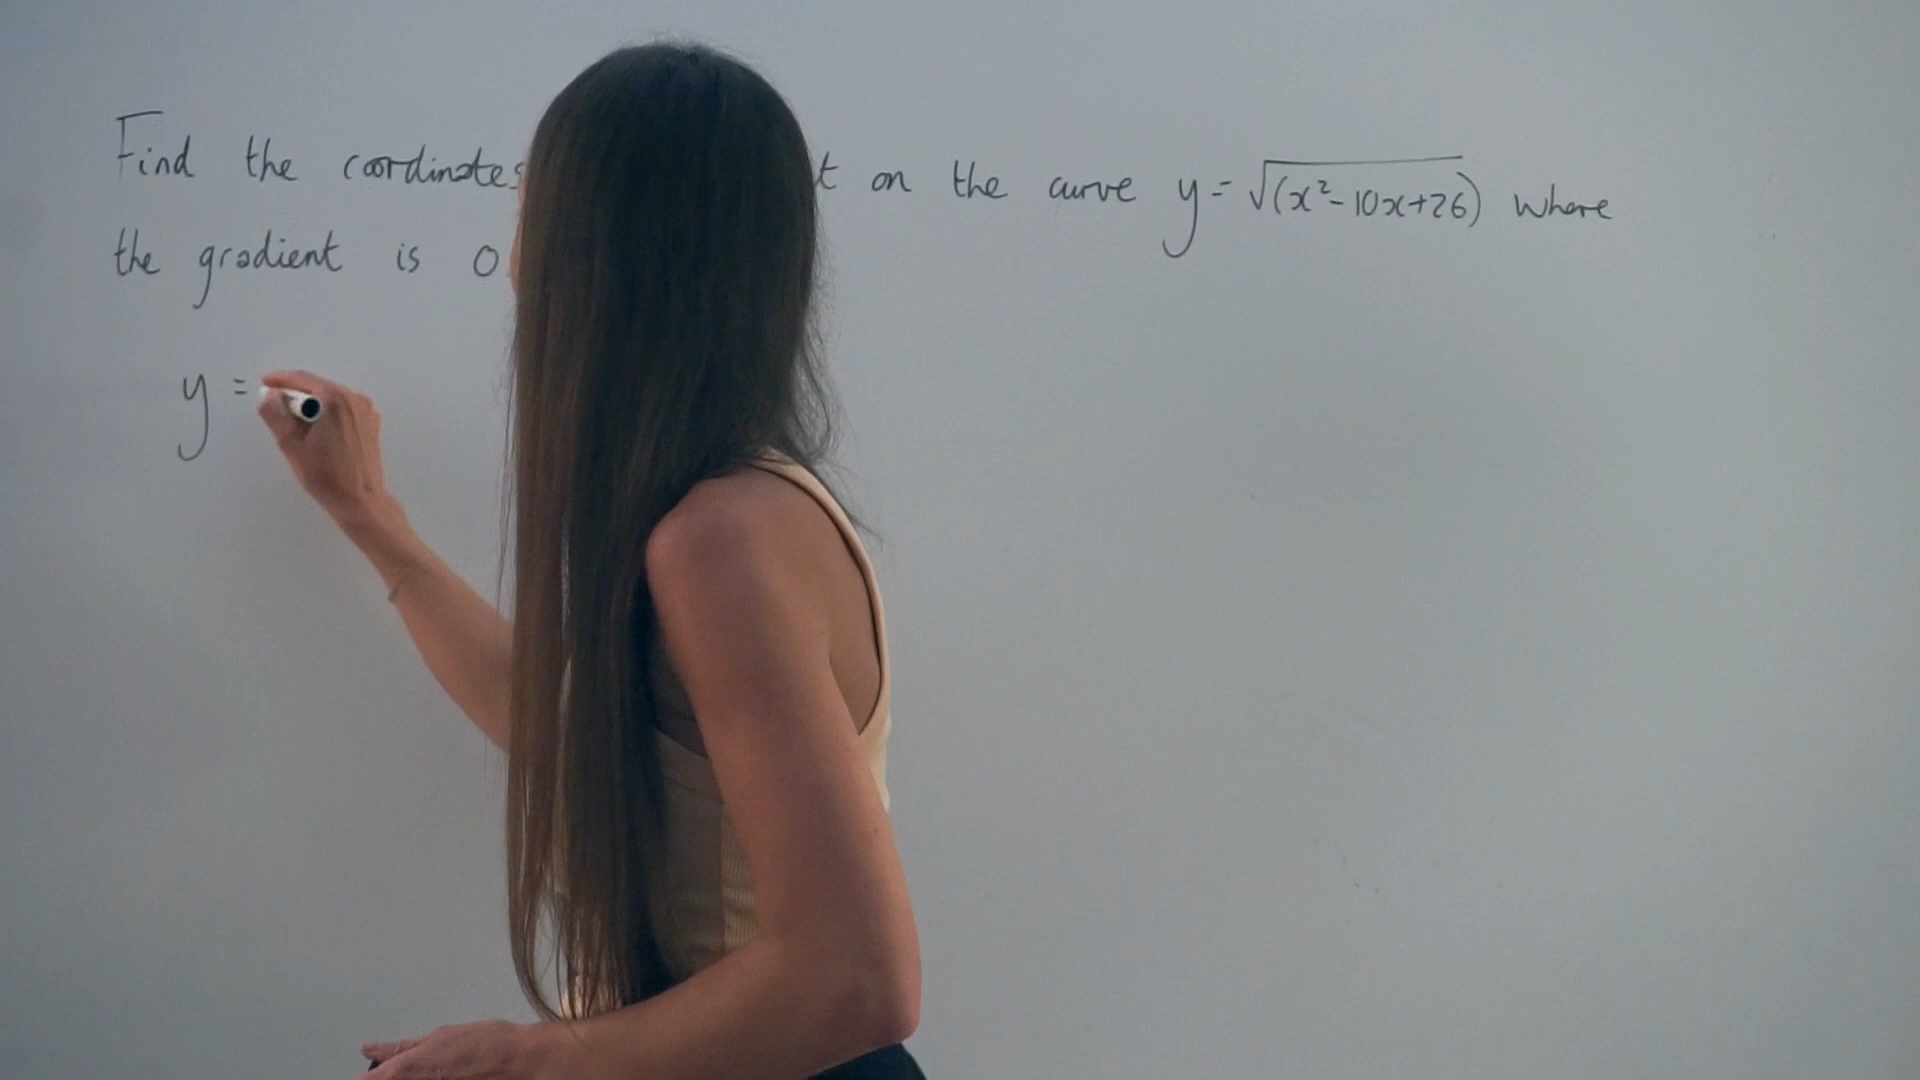 Find the coordinates t on the curve y = √(x² - 10x + 26) where
the gradient is 0.
y =